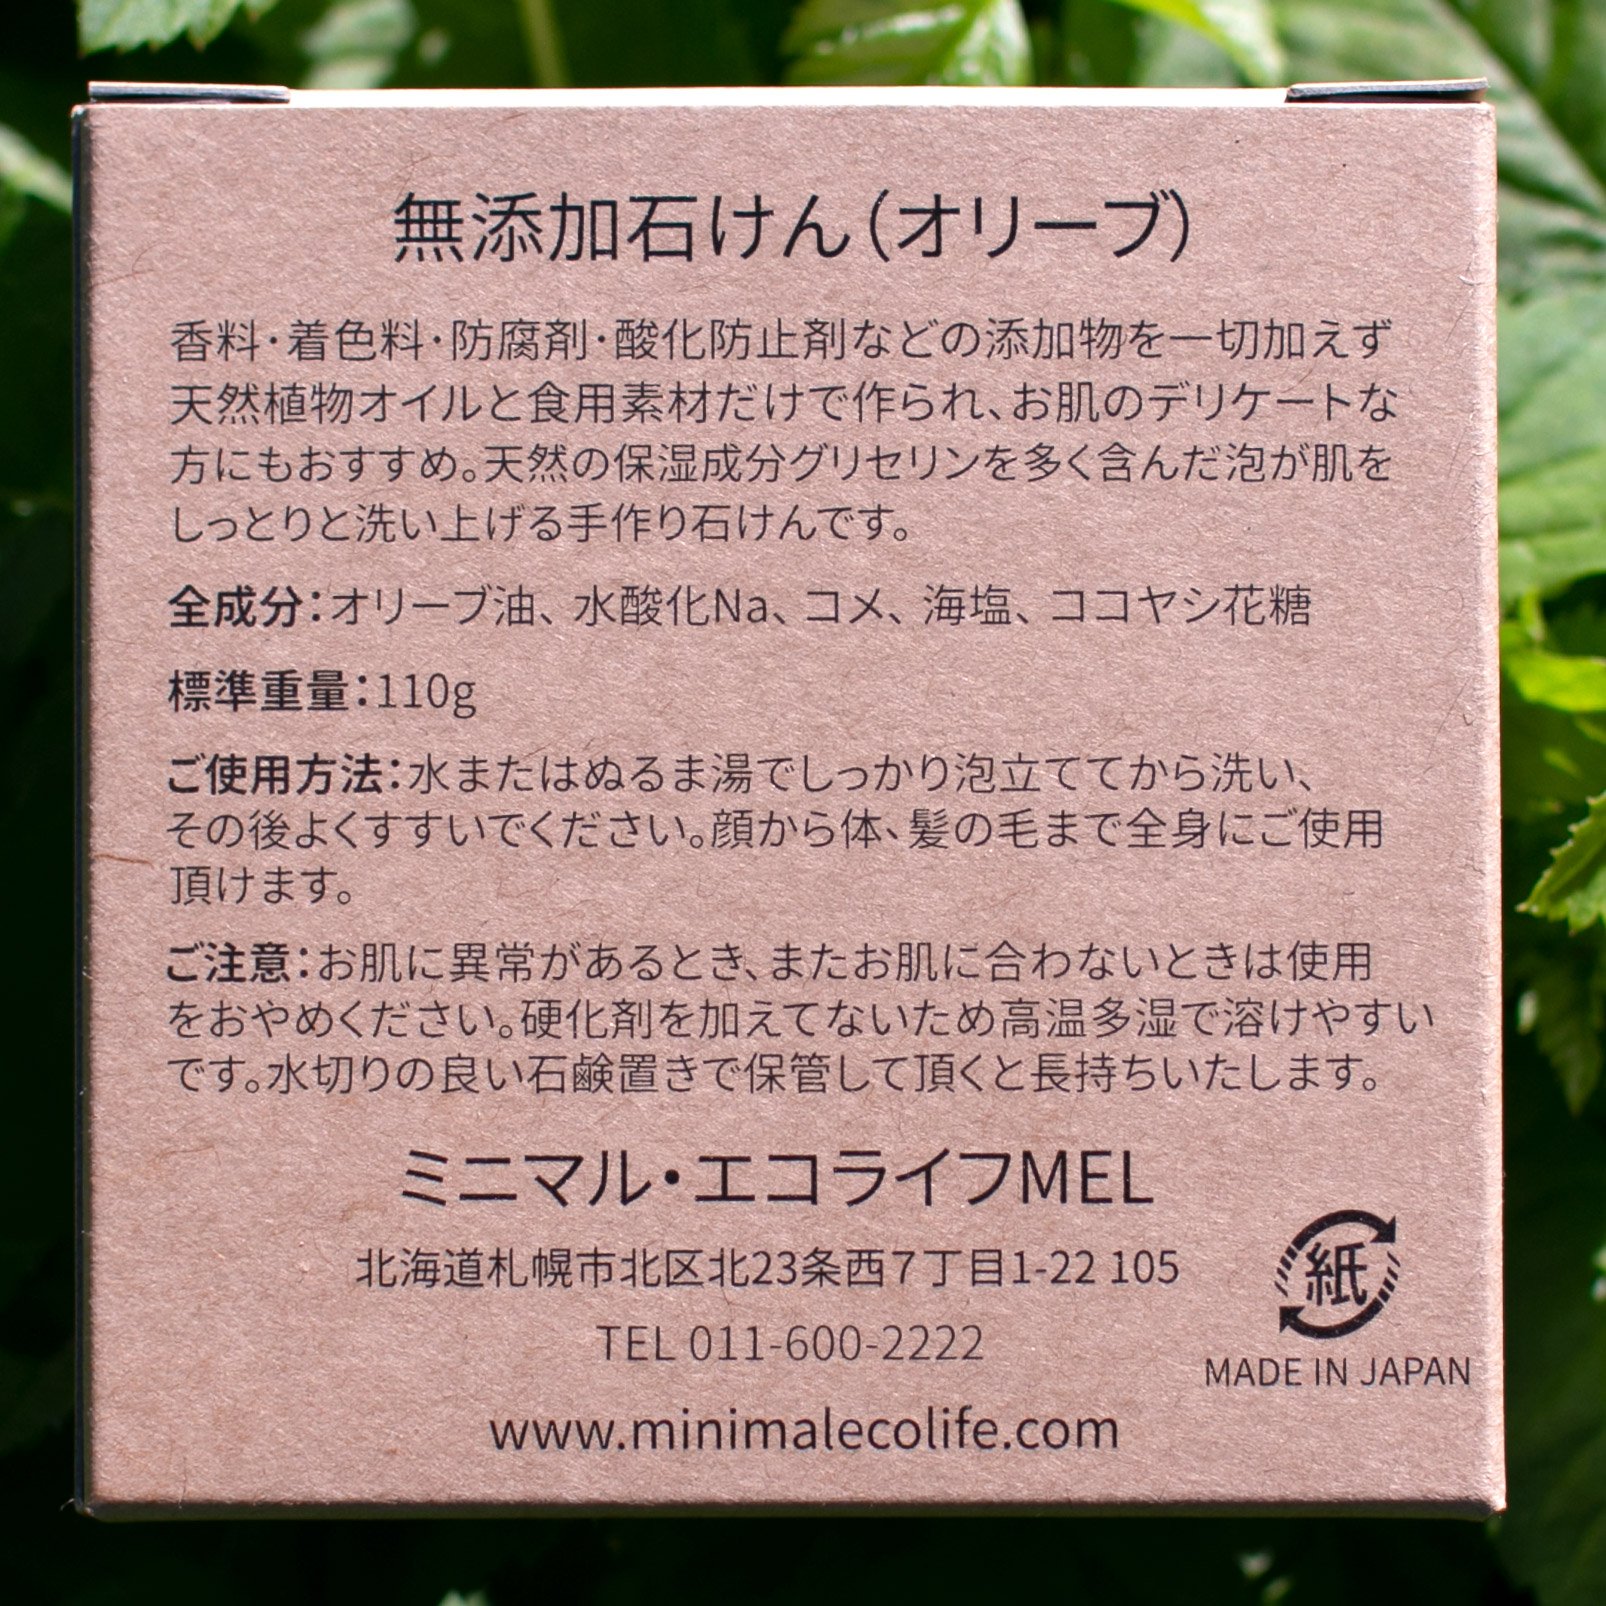 無添加石けん（オリーブ）
香料・着色料・防腐剤・酸化防止剤などの添加物を一切加えず
天然植物オイルと食用素材だけで作られ、お肌のデリケートな
方にもおすすめ。天然の保湿成分グリセリンを多く含んだ泡が肌を
しっとりと洗い上げる手作り石けんです。
全成分：オリーブ油、水酸化Na、コメ、海塩、ココヤシ花糖
標準重量：110g
ご使用方法：水またはぬるま湯でしっかり泡立ててから洗い、
その後よくすすいでください。顔から体、髪の毛まで全身にご使用
頂けます。
ご注意：お肌に異常があるとき、またお肌に合わないときは使用
をおやめください。硬化剤を加えてないため高温多湿で溶けやすい
です。水切りの良い石鹸置きで保管して頂くと長持ちいたします。
ミニマル・エコライフMEL
北海道札幌市北区北23条西７丁目1-22 105
TEL 011-600-2222
www.minimalecolife.com
紙
MADE IN JAPAN